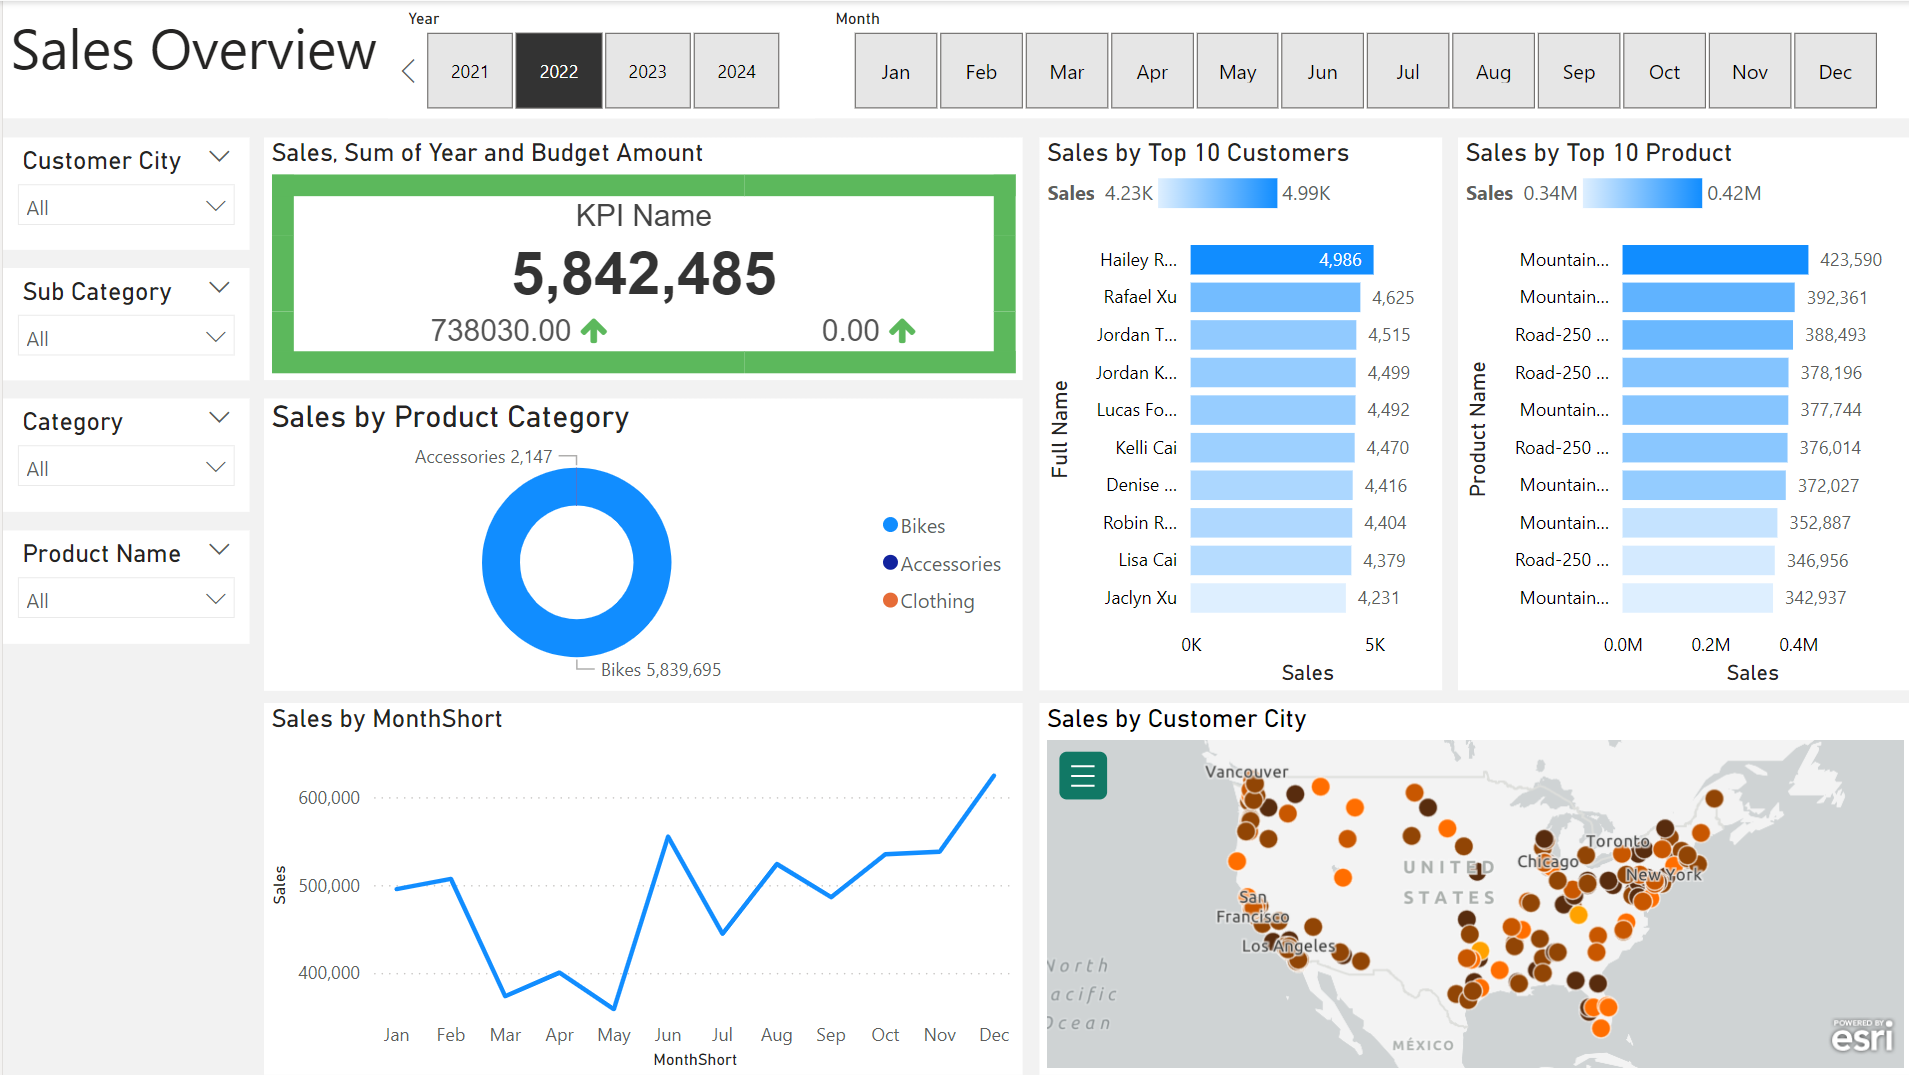 Sales Overview
Year
2021 2022 2023 2024
Month
Jan Feb Mar Apr May Jun Jul Aug Sep Oct Nov Dec
Customer City
All
Sub Category
All
Category
All
Product Name
All
Sales, Sum of Year and Budget Amount
KPI Name
5,842,485
738030.00 0.00
Sales by Product Category
Accessories 2,147
Bikes 5,839,695
Bikes
Accessories
Clothing
Sales by Top 10 Customers
Sales 4.23K 4.99K
Full Name
Hailey R... 4,986
Rafael Xu 4,625
Jordan T... 4,515
Jordan K... 4,499
Lucas Fo... 4,492
Kelli Cai 4,470
Denise ... 4,416
Robin R... 4,404
Lisa Cai 4,379
Jaclyn Xu 4,231
0K 5K
Sales
Sales by Top 10 Product
Sales 0.34M 0.42M
Product Name
Mountain... 423,590
Mountain... 392,361
Road-250 ... 388,493
Road-250 ... 378,196
Mountain... 377,744
Road-250 ... 376,014
Mountain... 372,027
Mountain... 352,887
Road-250 ... 346,956
Mountain... 342,937
0.0M 0.2M 0.4M
Sales
Sales by MonthShort
Sales
600,000
500,000
400,000
Jan Feb Mar Apr May Jun Jul Aug Sep Oct Nov Dec
MonthShort
Sales by Customer City
Vancouver
Toronto
Chicago
New York
UNITED
STATES
San
Francisco
Los Angeles
North
Pacific
Ocean
MÉXICO
POWERED BY
esri